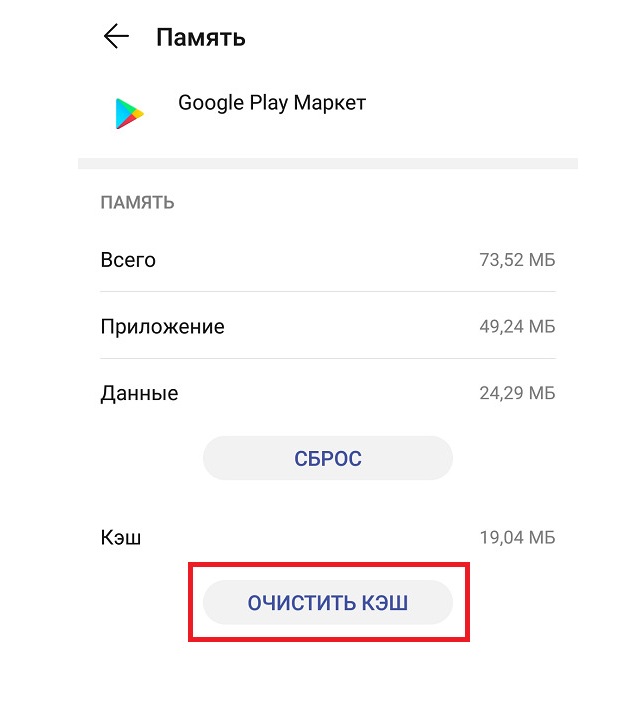 Память
Google Play Маркет
ПАМЯТЬ
Всего 73,52 МБ
Приложение 49,24 МБ
Данные 24,29 МБ
СБРОС
Кэш 19,04 МБ
ОЧИСТИТЬ КЭШ